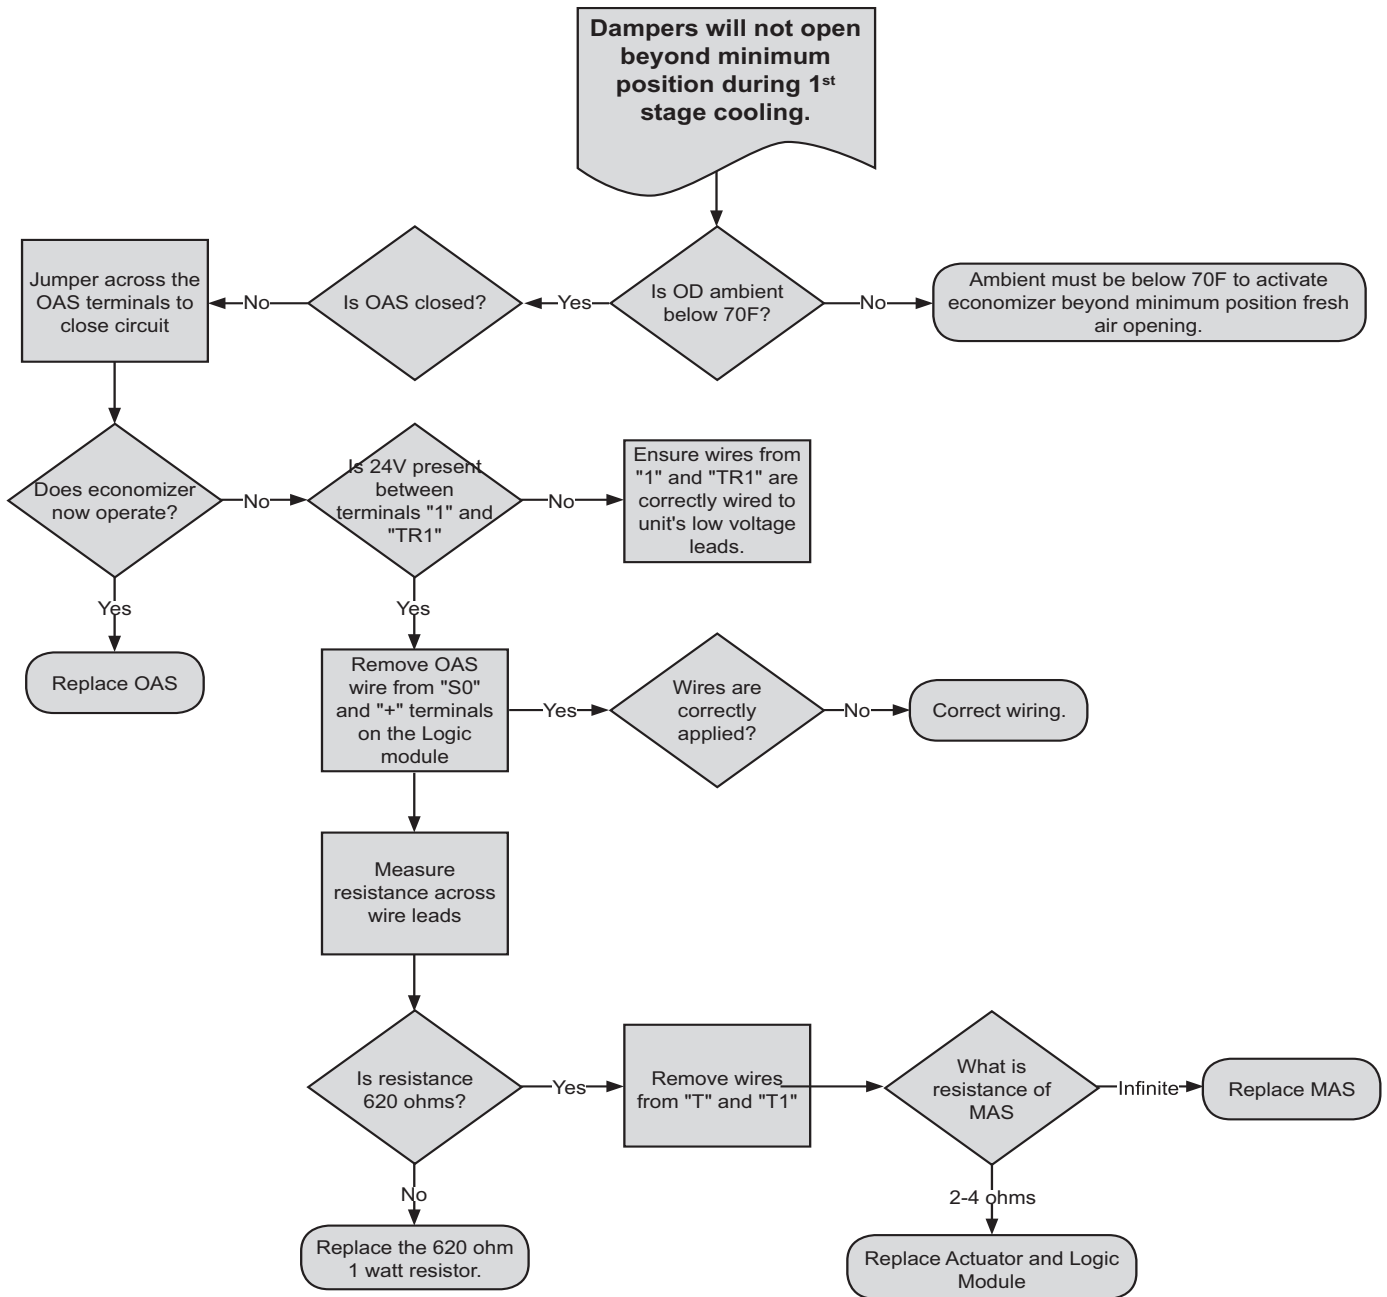 Dampers will not open
beyond minimum
position during 1st
stage cooling.
Jumper across the
OAS terminals to
close circuit
No
Is OAS closed?
Yes
Is OD ambient
below 70F?
No
Ambient must be below 70F to activate
economizer beyond minimum position fresh
air opening.
Does economizer
now operate?
No
Is 24V present
between
terminals "1" and
"TR1"
No
Ensure wires from
"1" and "TR1" are
correctly wired to
unit's low voltage
leads.
Yes
Yes
Replace OAS
Remove OAS
wire from "S0"
and "+" terminals
on the Logic
module
Yes
Wires are
correctly
applied?
No
Correct wiring.
Measure
resistance across
wire leads
Is resistance
620 ohms?
Yes
Remove wires
from "T" and "T1"
What is
resistance of
MAS
Infinite
Replace MAS
No
2-4 ohms
Replace the 620 ohm
1 watt resistor.
Replace Actuator and Logic
Module